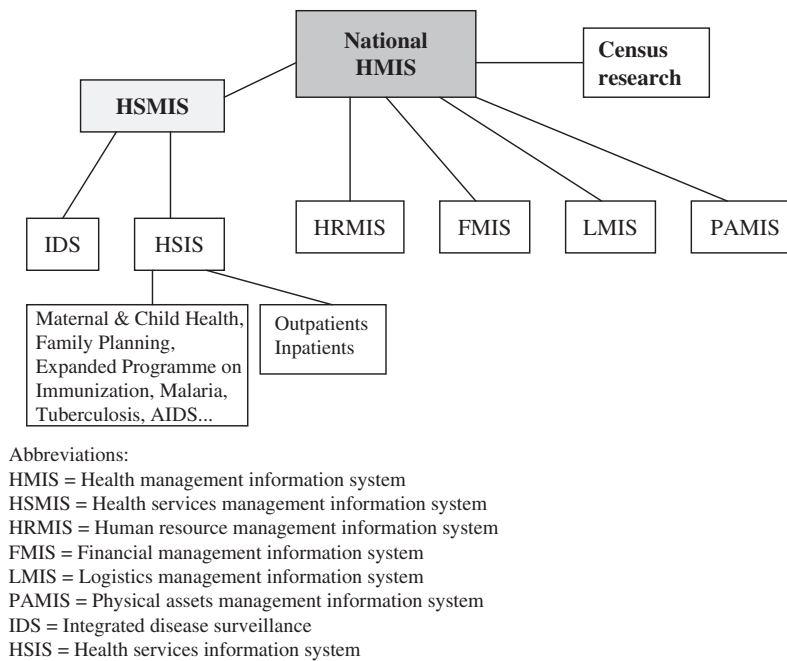 National
HMIS
Census
research
HSMIS
IDS
HSIS
HRMIS
FMIS
LMIS
PAMIS
Maternal & Child Health,
Family Planning,
Expanded Programme on
Immunization, Malaria,
Tuberculosis, AIDS...
Outpatients
Inpatients
Abbreviations:
HMIS = Health management information system
HSMIS = Health services management information system
HRMIS = Human resource management information system
FMIS = Financial management information system
LMIS = Logistics management information system
PAMIS = Physical assets management information system
IDS = Integrated disease surveillance
HSIS = Health services information system